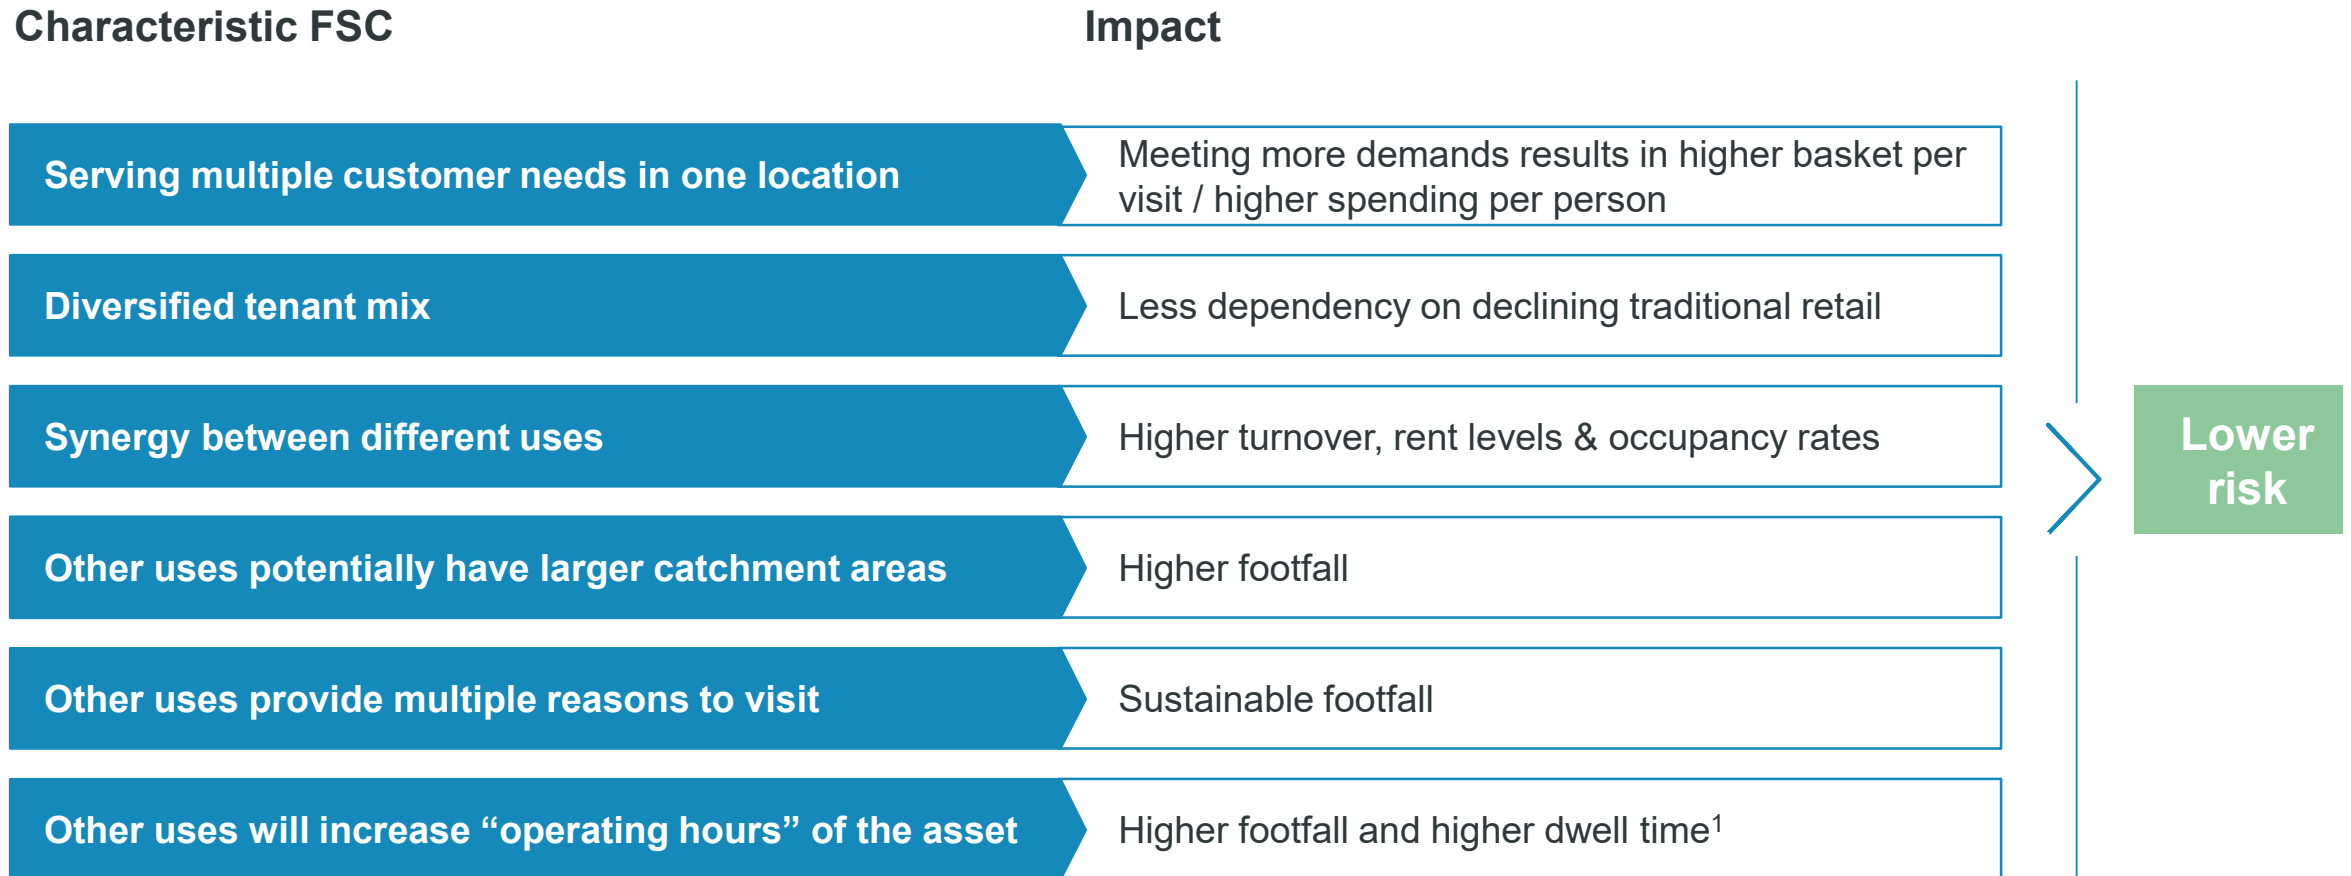 Characteristic FSC
Impact
Serving multiple customer needs in one location
Meeting more demands results in higher basket per
visit / higher spending per person
Diversified tenant mix
Less dependency on declining traditional retail
Synergy between different uses
Higher turnover, rent levels & occupancy rates
Other uses potentially have larger catchment areas
Higher footfall
Other uses provide multiple reasons to visit
Sustainable footfall
Other uses will increase “operating hours” of the asset
Higher footfall and higher dwell time¹
Lower
risk